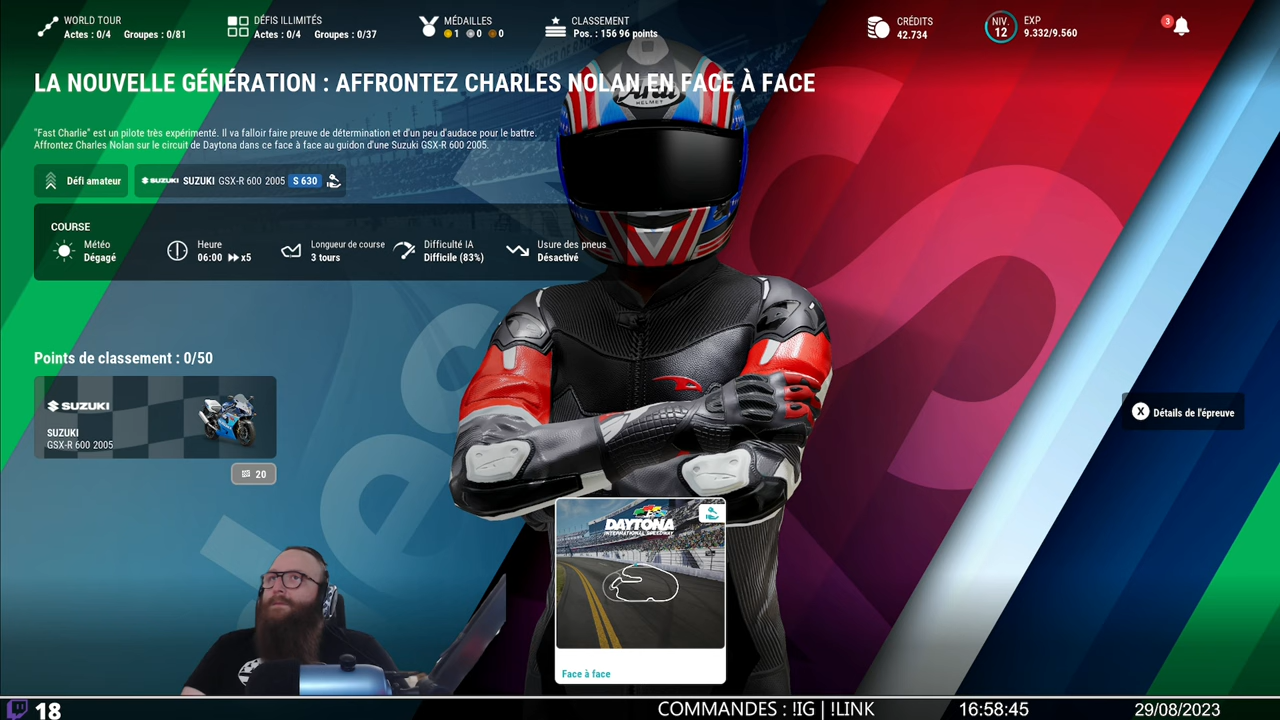 WORLD TOUR
Actes : 0/4 Groupes : 0/81
DÉFIS ILLIMITÉS
Actes : 0/4 Groupes : 0/37
MÉDAILLES
1 0 0
CLASSEMENT
Pos. : 156 96 points
CRÉDITS
42.734
NIV.
12
EXP
9.332/9.560
3
LA NOUVELLE GÉNÉRATION : AFFRONTEZ CHARLES NOLAN EN FACE À FACE
Arai
HELMET
"Fast Charlie" est un pilote très expérimenté. Il va falloir faire preuve de détermination et d'un peu d'audace pour le battre.
Affrontez Charles Nolan sur le circuit de Daytona dans ce face à face au guidon d'une Suzuki GSX-R 600 2005.
Défi amateur
SUZUKI SUZUKI GSX-R 600 2005 S 630
COURSE
Météo
Dégagé
Heure
06:00 x5
Longueur de course
3 tours
Difficulté IA
Difficile (83%)
Usure des pneus
Désactivé
Points de classement : 0/50
SUZUKI
SUZUKI
GSX-R 600 2005
20
X Détails de l'épreuve
DAYTONA
INTERNATIONAL SPEEDWAY
Face à face
18
COMMANDES : !IG | !LINK
16:58:45
29/08/2023